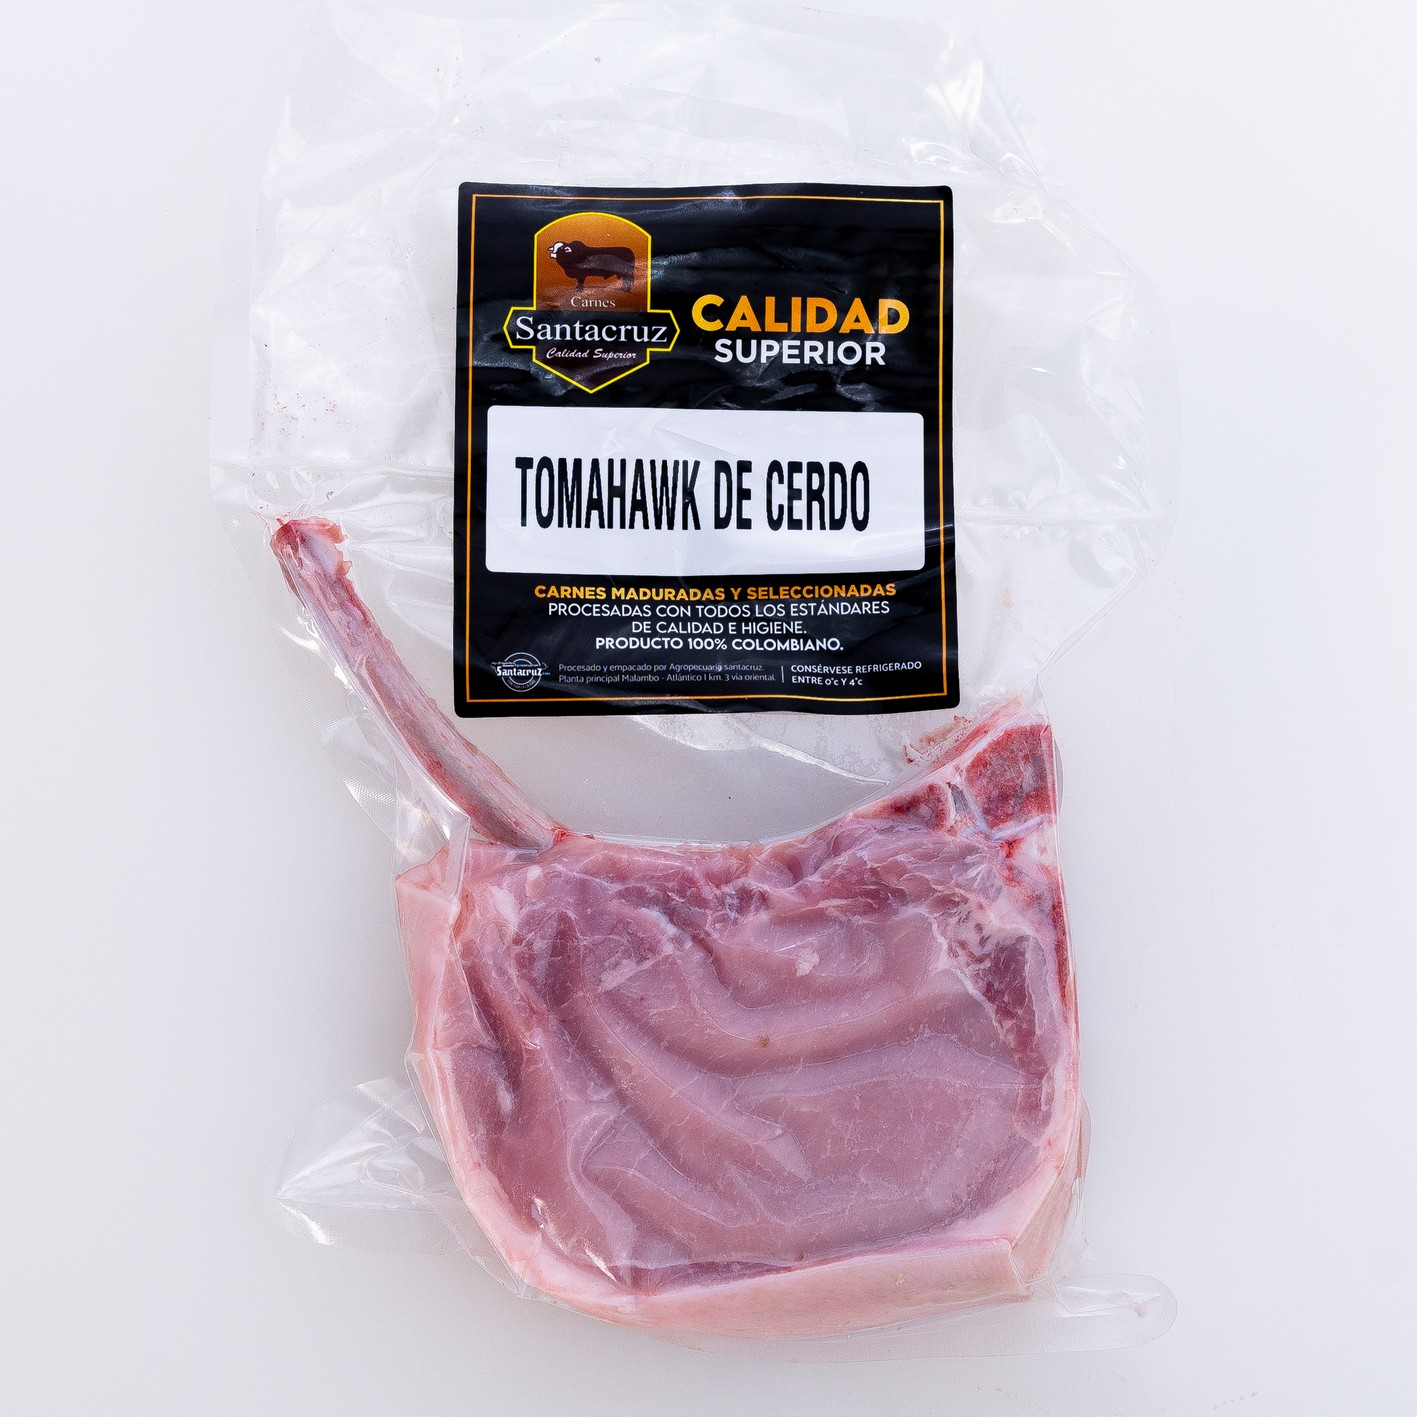 Carnes
Santacruz
Calidad Superior
CALIDAD
SUPERIOR
TOMAHAWK DE CERDO
CARNES MADURADAS Y SELECCIONADAS
PROCESADAS CON TODOS LOS ESTÁNDARES
DE CALIDAD E HIGIENE.
PRODUCTO 100% COLOMBIANO.
Santacruz
Procesado y empacado por Agropecuaria santacruz.
Planta principal Malambo - Atlántico I km. 3 via oriental.
CONSÉRVESE REFRIGERADO
ENTRE 0°c Y 4°c